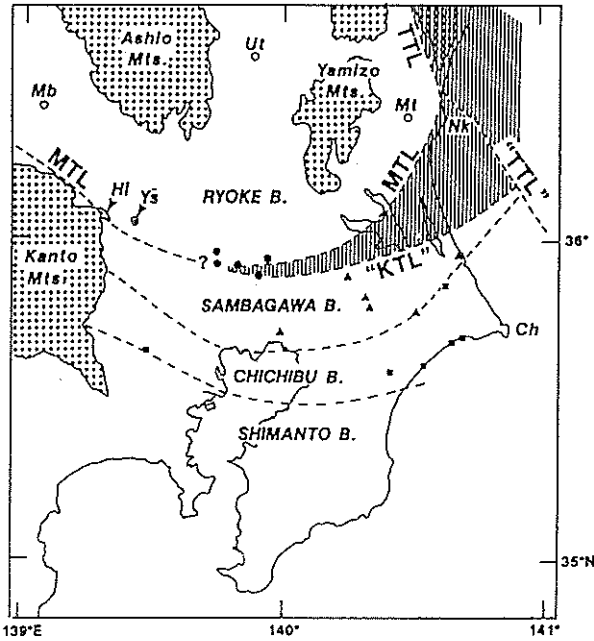 Ashio
Mts.
Ut
Yamizo
Mts.
TTL
Mb
Mt
Nk
MTL
Hi
Ys
RYOKE B.
MTL
"TTL"
36°
Kanto
Mts.
?
"KTL"
SAMBAGAWA B.
Ch
CHICHIBU B.
SHIMANTO B.
35°N
139°E
140°
141°